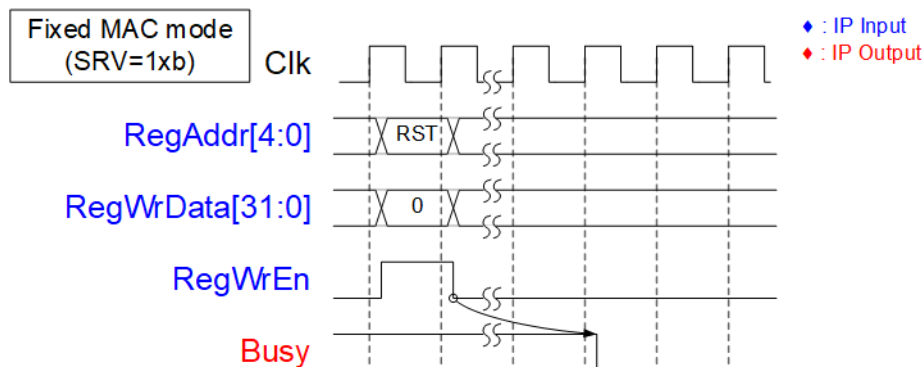 Fixed MAC mode
(SRV=1xb)
♦ : IP Input
♦ : IP Output
Clk
RegAddr[4:0]
RST
RegWrData[31:0]
0
RegWrEn
Busy